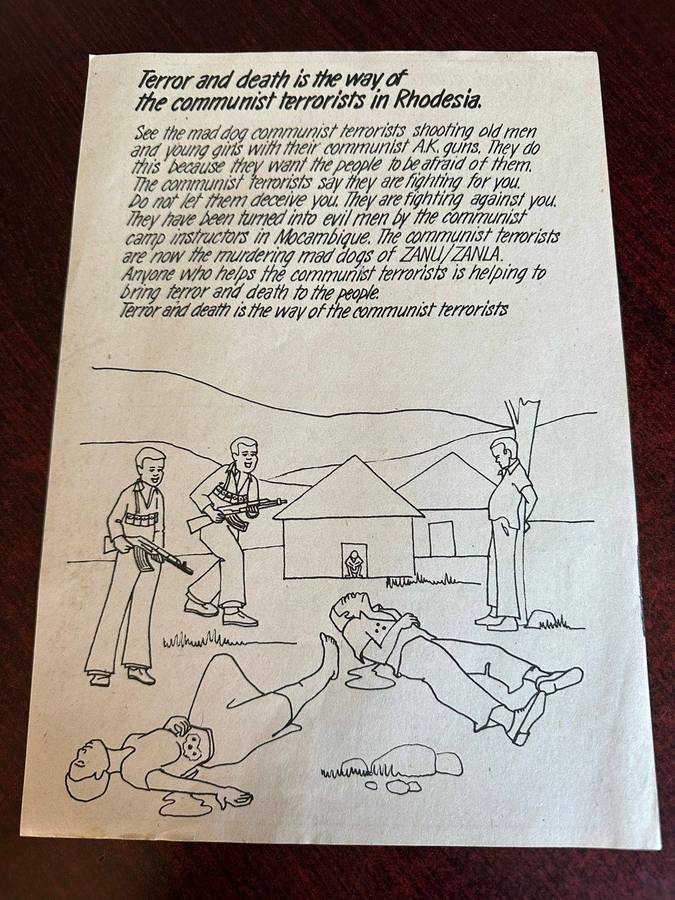 Terror and death is the way of
the communist terrorists in Rhodesia.
See the mad dog communist terrorists shooting old men
and young girls with their communist A.K. guns. They do
this because they want the people to be afraid of them.
The communist terrorists say they are fighting for you.
Do not let them deceive you. They are fighting against you.
They have been turned into evil men by the communist
camp instructors in Mocambique. The communist terrorists
are now the murdering mad dogs of ZANU/ZANLA.
Anyone who helps the communist terrorists is helping to
bring terror and death to the people.
Terror and death is the way of the communist terrorists